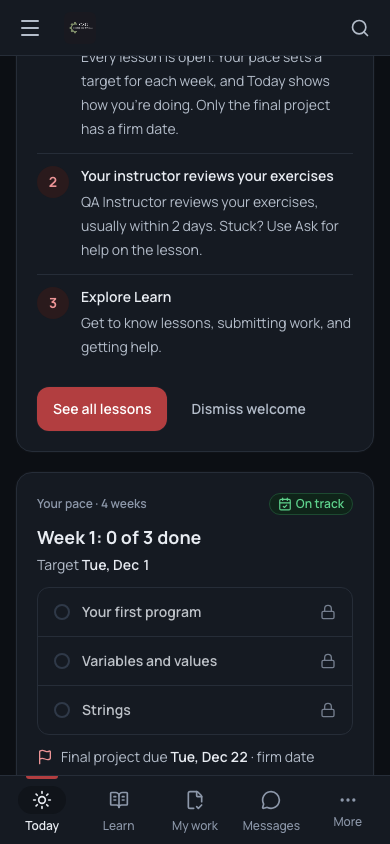 Every lesson is open. Your pace sets a
target for each week, and Today shows
how you're doing. Only the final project
has a firm date.
2
Your instructor reviews your exercises
QA Instructor reviews your exercises,
usually within 2 days. Stuck? Use Ask for
help on the lesson.
3
Explore Learn
Get to know lessons, submitting work, and
getting help.
See all lessons
Dismiss welcome
Your pace · 4 weeks
On track
Week 1: 0 of 3 done
Target Tue, Dec 1
Your first program
Variables and values
Strings
Final project due Tue, Dec 22 · firm date
Today
Learn
My work
Messages
More